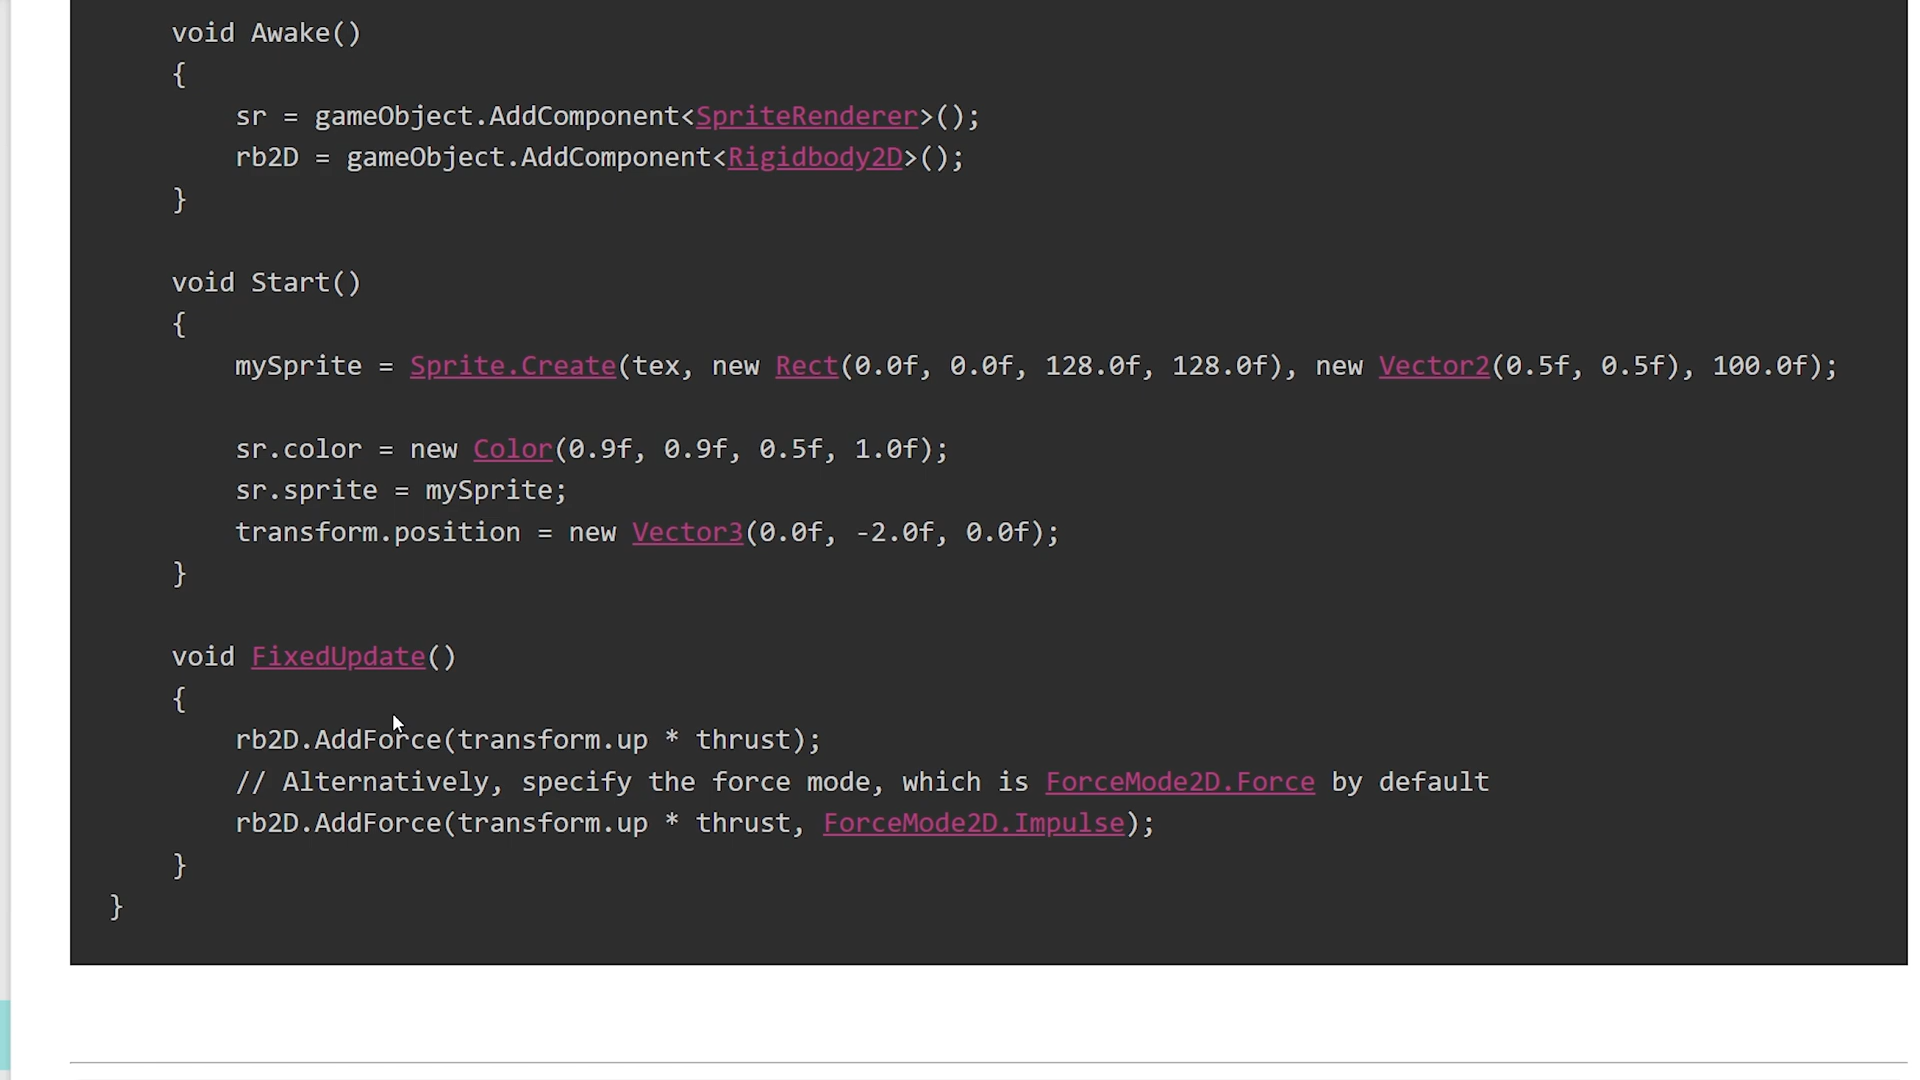 void Awake()
{
sr = gameObject.AddComponent<SpriteRenderer>();
rb2D = gameObject.AddComponent<Rigidbody2D>();
}
void Start()
{
mySprite = Sprite.Create(tex, new Rect(0.0f, 0.0f, 128.0f, 128.0f), new Vector2(0.5f, 0.5f), 100.0f);
sr.color = new Color(0.9f, 0.9f, 0.5f, 1.0f);
sr.sprite = mySprite;
transform.position = new Vector3(0.0f, -2.0f, 0.0f);
}
void FixedUpdate()
{
rb2D.AddForce(transform.up * thrust);
// Alternatively, specify the force mode, which is ForceMode2D.Force by default
rb2D.AddForce(transform.up * thrust, ForceMode2D.Impulse);
}
}